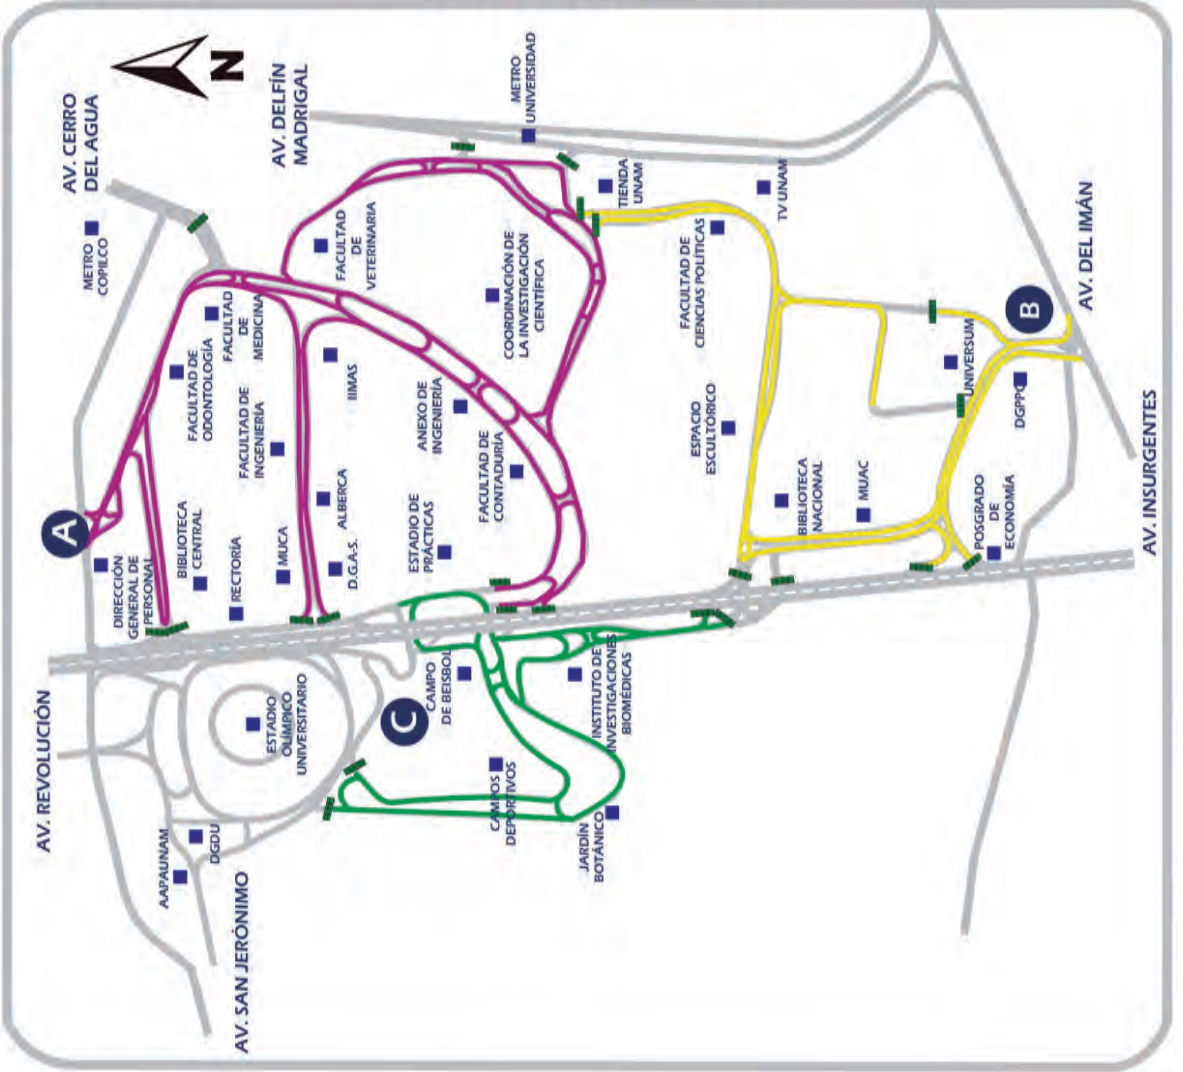 AV. CERRO
DEL AGUA
METRO
COPILCO
N
AV. DELFÍN
MADRIGAL
METRO
UNIVERSIDAD
TIENDA
UNAM
TV UNAM
AV. DEL IMÁN
FACULTAD
DE
VETERINARIA
COORDINACIÓN DE
LA INVESTIGACIÓN
CIENTÍFICA
FACULTAD DE
CIENCIAS POLÍTICAS
B
UNIVERSUM
DGPPC
FACULTAD
DE
MEDICINA
FACULTAD DE
ODONTOLOGÍA
FACULTAD DE
INGENIERÍA
IIMAS
ANEXO DE
INGENIERÍA
FACULTAD DE
CONTADURÍA
ESPACIO
ESCULTÓRICO
BIBLIOTECA
NACIONAL
MUAC
POSGRADO
DE
ECONOMÍA
AV. INSURGENTES
A
DIRECCIÓN
GENERAL DE
PERSONAL
BIBLIOTECA
CENTRAL
RECTORÍA
MUCA
ALBERCA
D.G.A-S.
ESTADIO DE
PRÁCTICAS
AV. REVOLUCIÓN
ESTADIO
OLÍMPICO
UNIVERSITARIO
C
CAMPO
DE BEISBOL
INSTITUTO DE
INVESTIGACIONES
BIOMÉDICAS
CAMPOS
DEPORTIVOS
JARDÍN
BOTÁNICO
AAPAUNAM
DGDU
AV. SAN JERÓNIMO